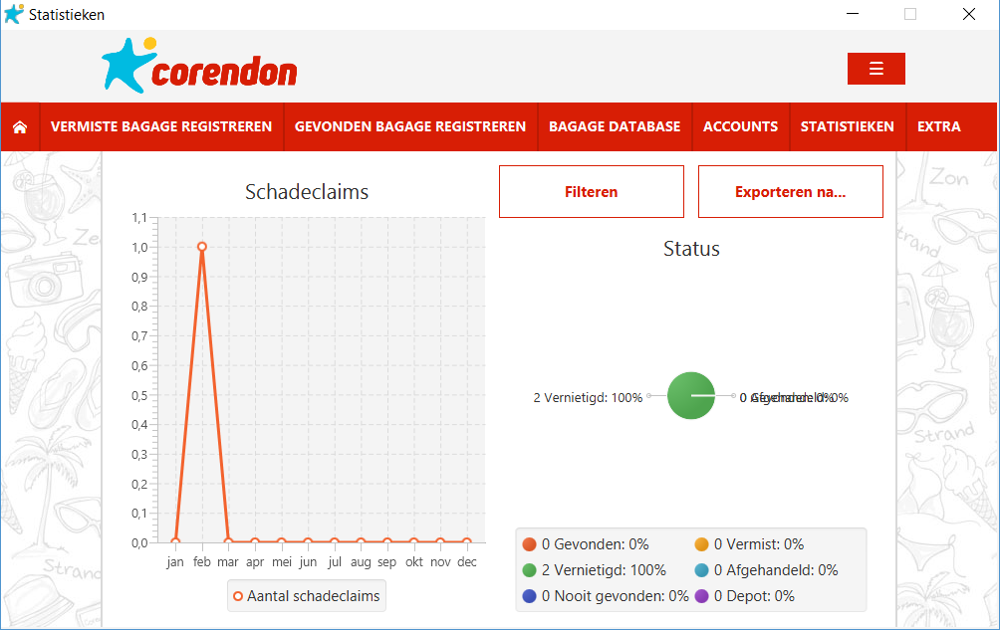 Statistieken
corendon
VERMISTE BAGAGE REGISTREREN
GEVONDEN BAGAGE REGISTREREN
BAGAGE DATABASE
ACCOUNTS
STATISTIEKEN
EXTRA
Schadeclaims
1,1
1,0
0,9
0,8
0,7
0,6
0,5
0,4
0,3
0,2
0,1
0,0
jan feb mar apr mei jun jul aug sep okt nov dec
Aantal schadeclaims
Filteren
Exporteren na...
Status
2 Vernietigd: 100%
0 Gevonden: 0%
0 Vermist: 0%
2 Vernietigd: 100%
0 Afgehandeld: 0%
0 Nooit gevonden: 0%
0 Depot: 0%
Zon
Strand
Strand